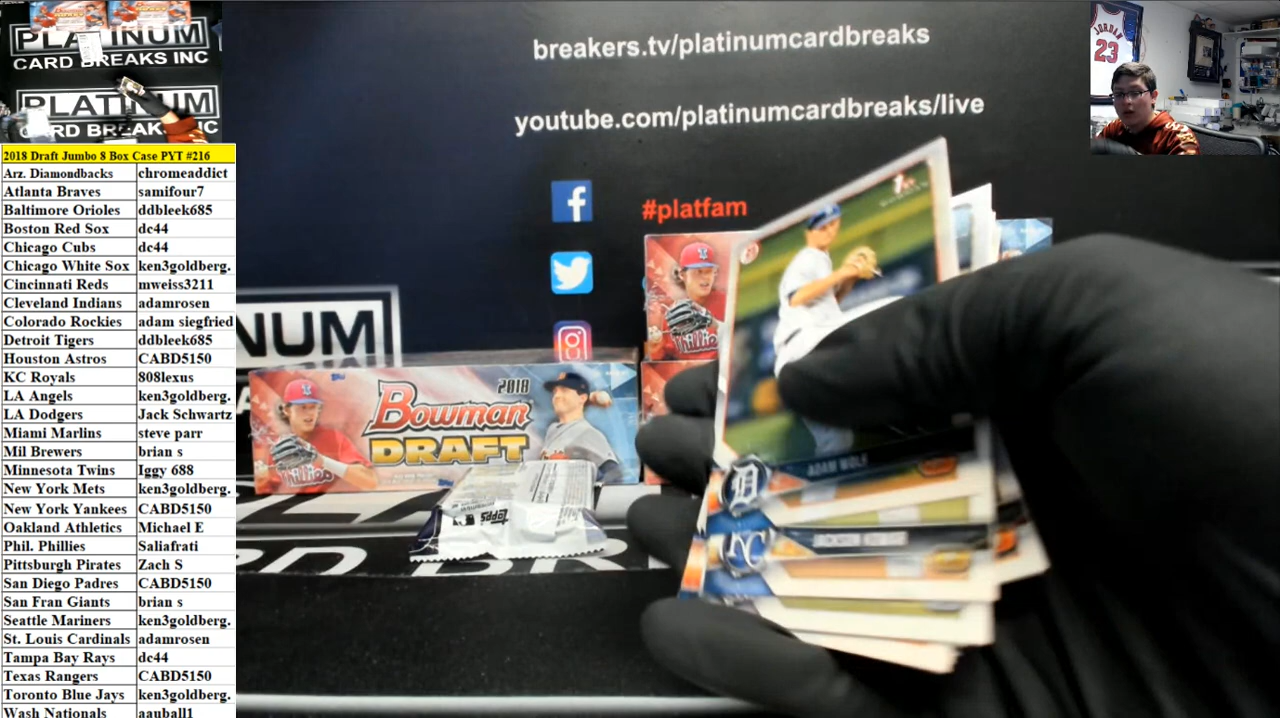 PLATINUM
CARD BREAKS INC
PLATINUM
CARD BREAKS INC
2018 Draft Jumbo 8 Box Case PYT #216
Arz. Diamondbacks chromeaddict
Atlanta Braves samifour7
Baltimore Orioles ddbleek685
Boston Red Sox dc44
Chicago Cubs dc44
Chicago White Sox ken3goldberg.
Cincinnati Reds mweiss3211
Cleveland Indians adamrosen
Colorado Rockies adam siegfried
Detroit Tigers ddbleek685
Houston Astros CABD5150
KC Royals 808lexus
LA Angels ken3goldberg.
LA Dodgers Jack Schwartz
Miami Marlins steve parr
Mil Brewers brian s
Minnesota Twins Iggy 688
New York Mets ken3goldberg.
New York Yankees CABD5150
Oakland Athletics Michael E
Phil. Phillies Saliafrati
Pittsburgh Pirates Zach S
San Diego Padres CABD5150
San Fran Giants brian s
Seattle Mariners ken3goldberg.
St. Louis Cardinals adamrosen
Tampa Bay Rays dc44
Texas Rangers CABD5150
Toronto Blue Jays ken3goldberg.
Wash Nationals aauball1
breakers.tv/platinumcardbreaks
youtube.com/platinumcardbreaks/live
#platfam
NUM
2018
Bowman
DRAFT
Phillies
Phillies
topps
1st
D
ADAM WOLF
KC
JORDAN
23